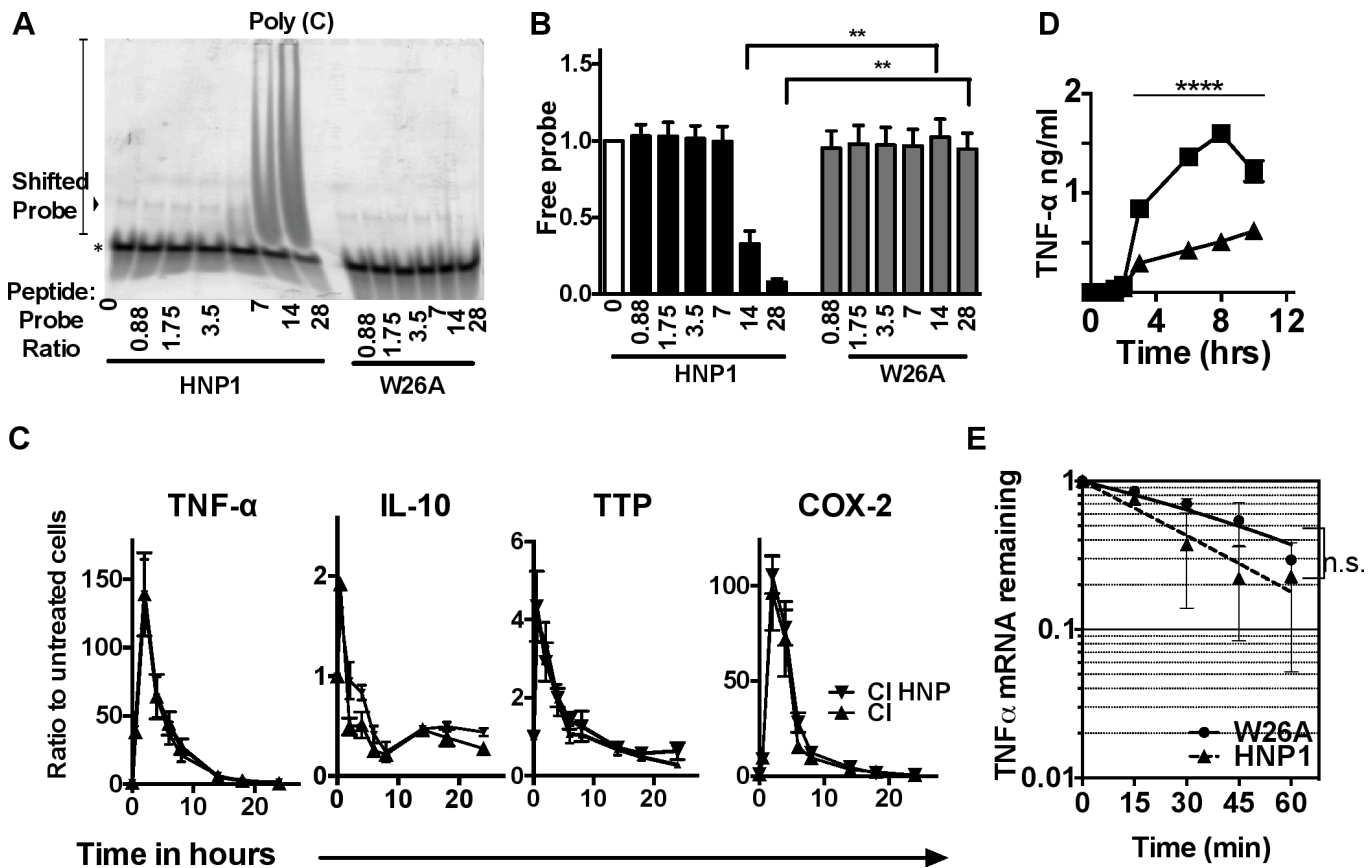 A
Poly (C)
Shifted
Probe
*
Peptide:
Probe
Ratio
0
0.88
1.75
3.5
7
14
28
0.88
1.75
3.5
7
14
28
HNP1
W26A
B
**
**
Free probe
1.5
1.0
0.5
0.0
0
0.88
1.75
3.5
7
14
28
0.88
1.75
3.5
7
14
28
HNP1
W26A
D
****
TNF-α ng/ml
2
1
0
4
8
12
Time (hrs)
C
Ratio to untreated cells
TNF-α
150
100
50
0
0
10
20
IL-10
2
1
0
0
10
20
TTP
6
4
2
0
0
10
20
COX-2
100
50
0
0
10
20
CI HNP
CI
Time in hours
E
TNFα mRNA remaining
1
0.1
0.01
n.s.
W26A
HNP1
0
15
30
45
60
Time (min)